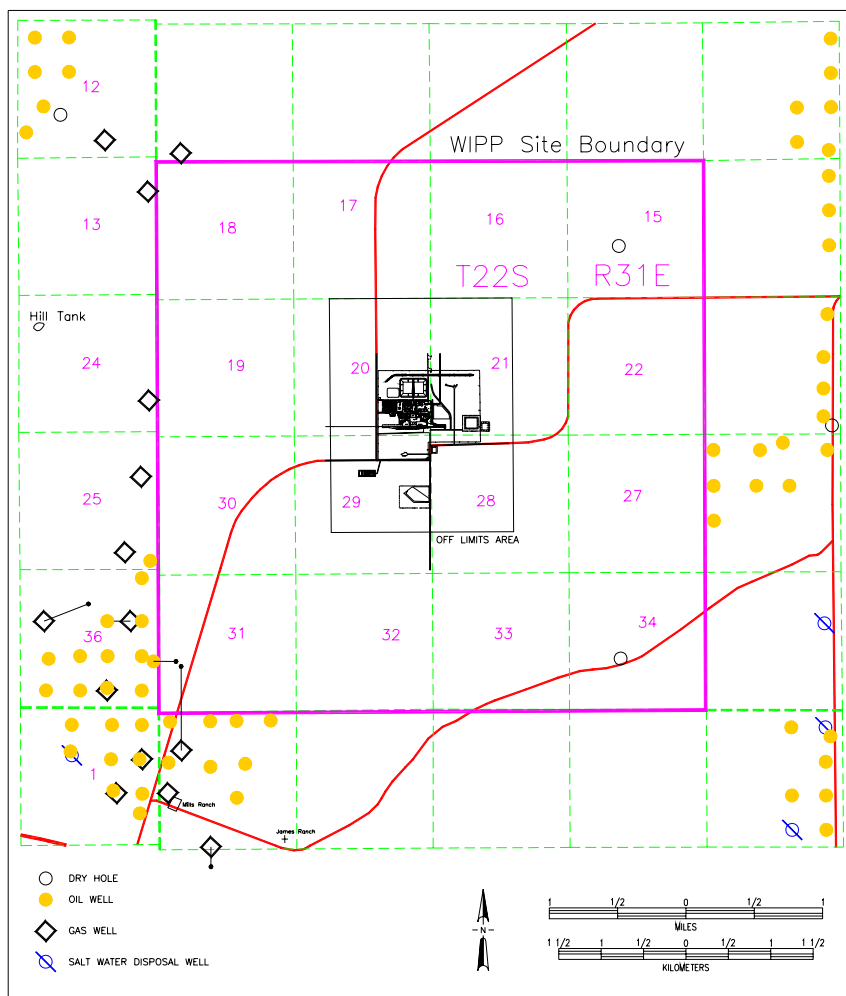 12
WIPP Site Boundary
17
16
15
13
18
T22S R31E
Hill Tank
24
19
20
21
22
25
30
29
28
27
OFF LIMITS AREA
36
31
32
33
34
1
Mills Ranch
James Ranch
DRY HOLE
OIL WELL
GAS WELL
SALT WATER DISPOSAL WELL
N
1 1/2 0 1/2 1
MILES
1 1/2 1 1/2 0 1/2 1 1 1/2
KILOMETERS